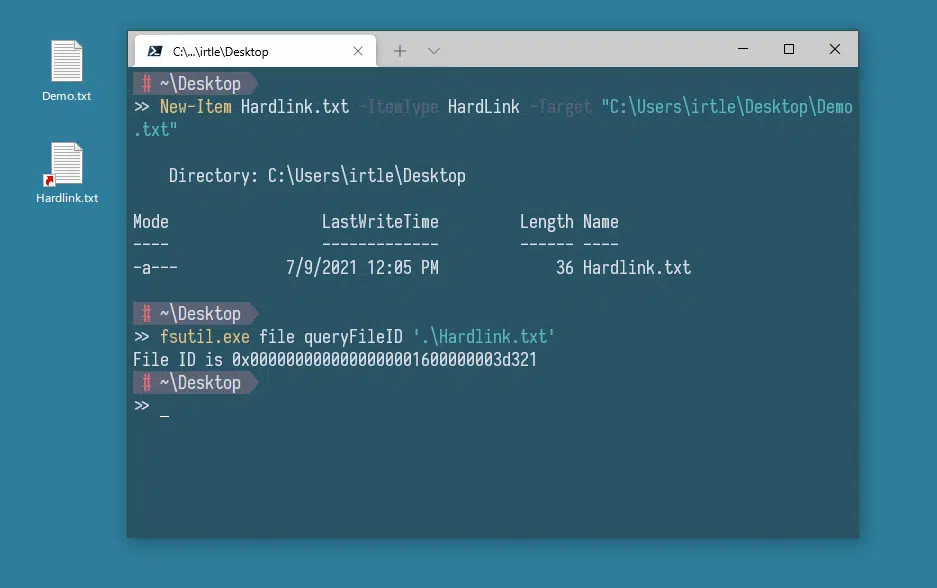 Demo.txt
Hardlink.txt
C:\...\irtle\Desktop
# ~\Desktop
>> New-Item Hardlink.txt -ItemType HardLink -Target "C:\Users\irtle\Desktop\Demo
.txt"
Directory: C:\Users\irtle\Desktop
Mode LastWriteTime Length Name
---- ------------- ------ ----
-a--- 7/9/2021 12:05 PM 36 Hardlink.txt
# ~\Desktop
>> fsutil.exe file queryFileID '.\Hardlink.txt'
File ID is 0x00000000000000000001600000003d321
# ~\Desktop
>> _